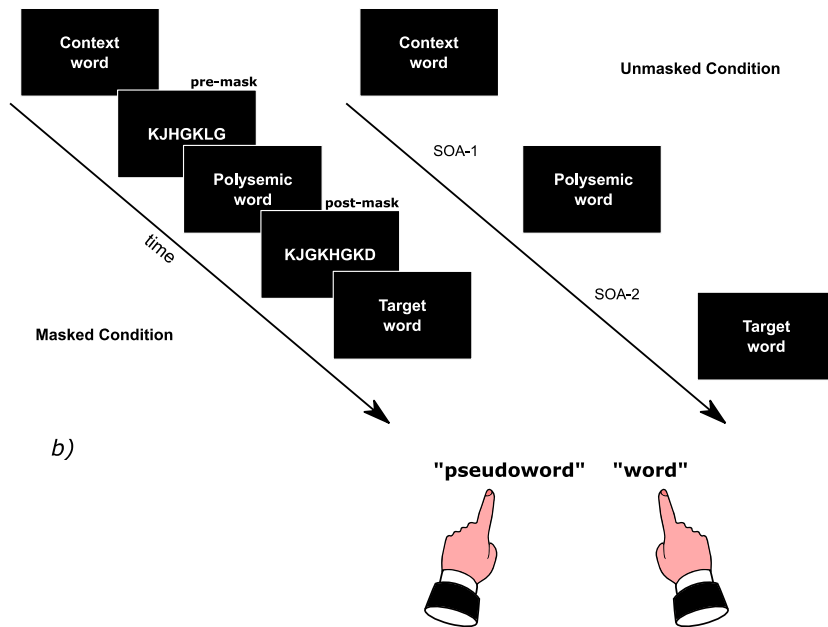 Context
word
pre-mask
KJHGKLG
Polysemic
word
post-mask
KJGKHGKD
Target
word
time
Masked Condition
Context
word
Unmasked Condition
SOA-1
Polysemic
word
SOA-2
Target
word
b)
"pseudoword" "word"